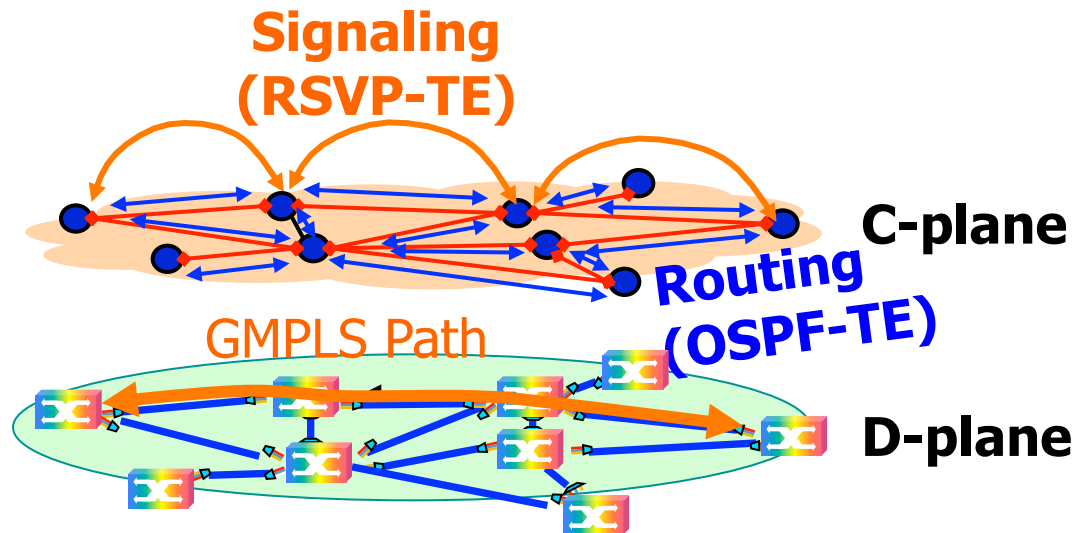 Signaling
(RSVP-TE)
C-plane
Routing
(OSPF-TE)
GMPLS Path
D-plane